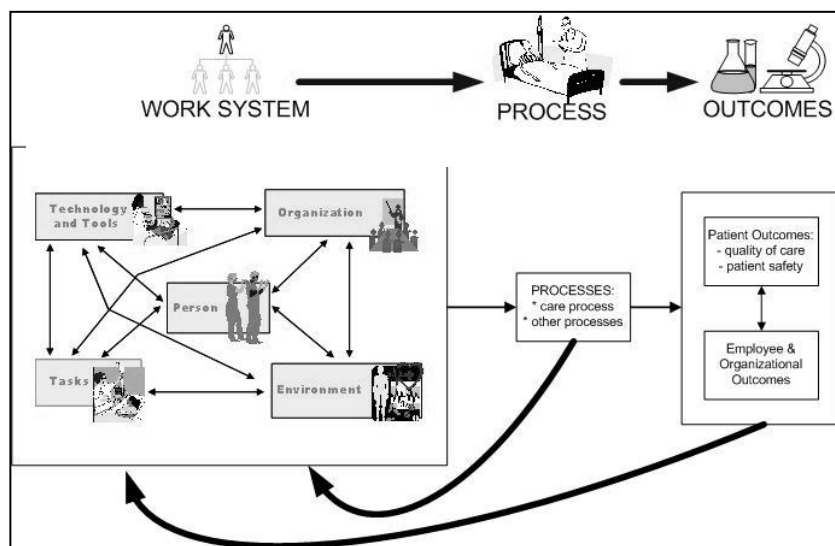 WORK SYSTEM
PROCESS
OUTCOMES
Technology
and Tools
Organization
Person
Tasks
Environment
PROCESSES:
* care process
* other processes
Patient Outcomes:
- quality of care
- patient safety
Employee &
Organizational
Outcomes